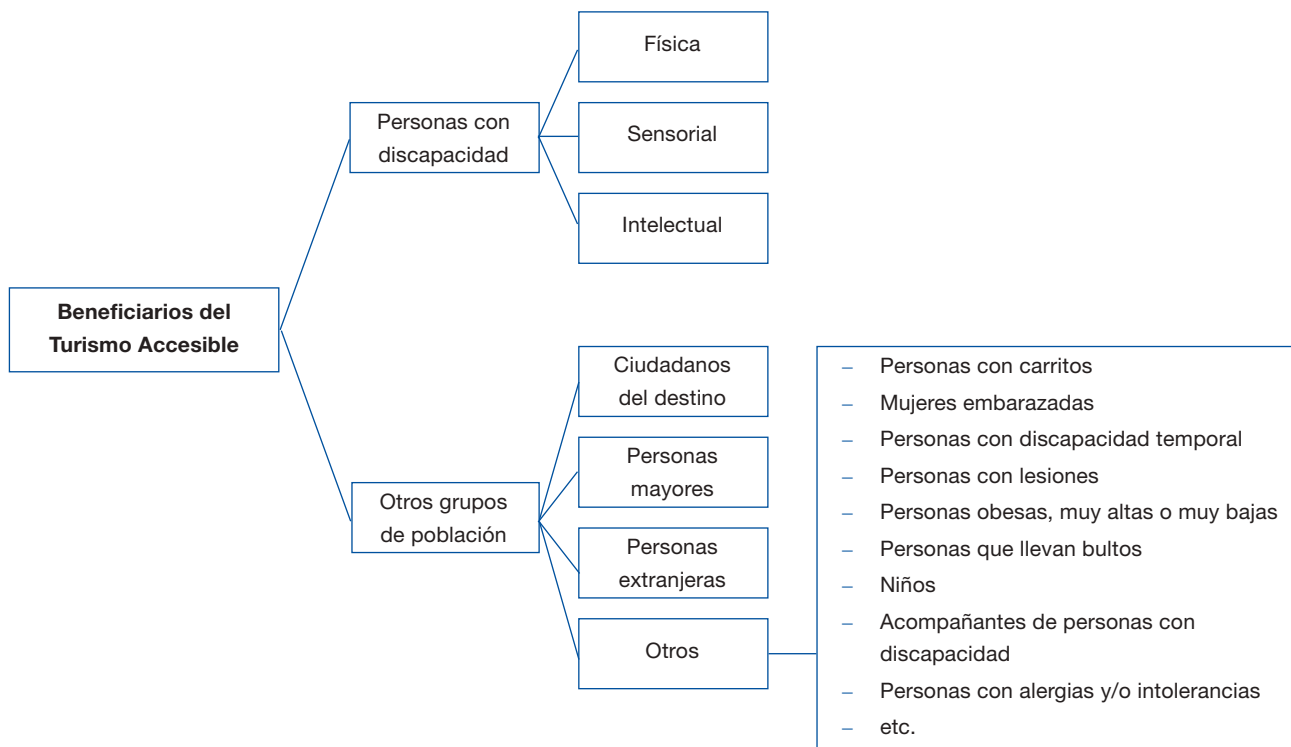 Beneficiarios del
Turismo Accesible
Personas con
discapacidad
Física
Sensorial
Intelectual
Otros grupos
de población
Ciudadanos
del destino
Personas
mayores
Personas
extranjeras
Otros
– Personas con carritos
– Mujeres embarazadas
– Personas con discapacidad temporal
– Personas con lesiones
– Personas obesas, muy altas o muy bajas
– Personas que llevan bultos
– Niños
– Acompañantes de personas con
discapacidad
– Personas con alergias y/o intolerancias
– etc.